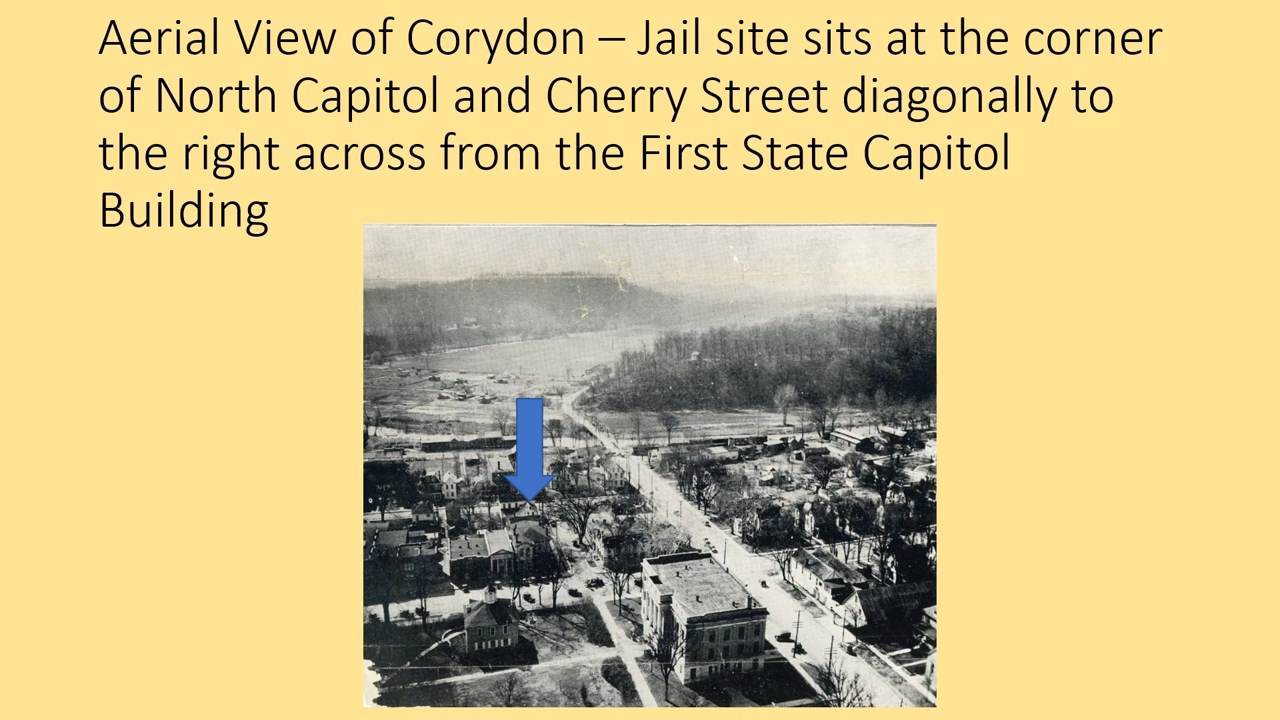 Aerial View of Corydon – Jail site sits at the corner
of North Capitol and Cherry Street diagonally to
the right across from the First State Capitol
Building